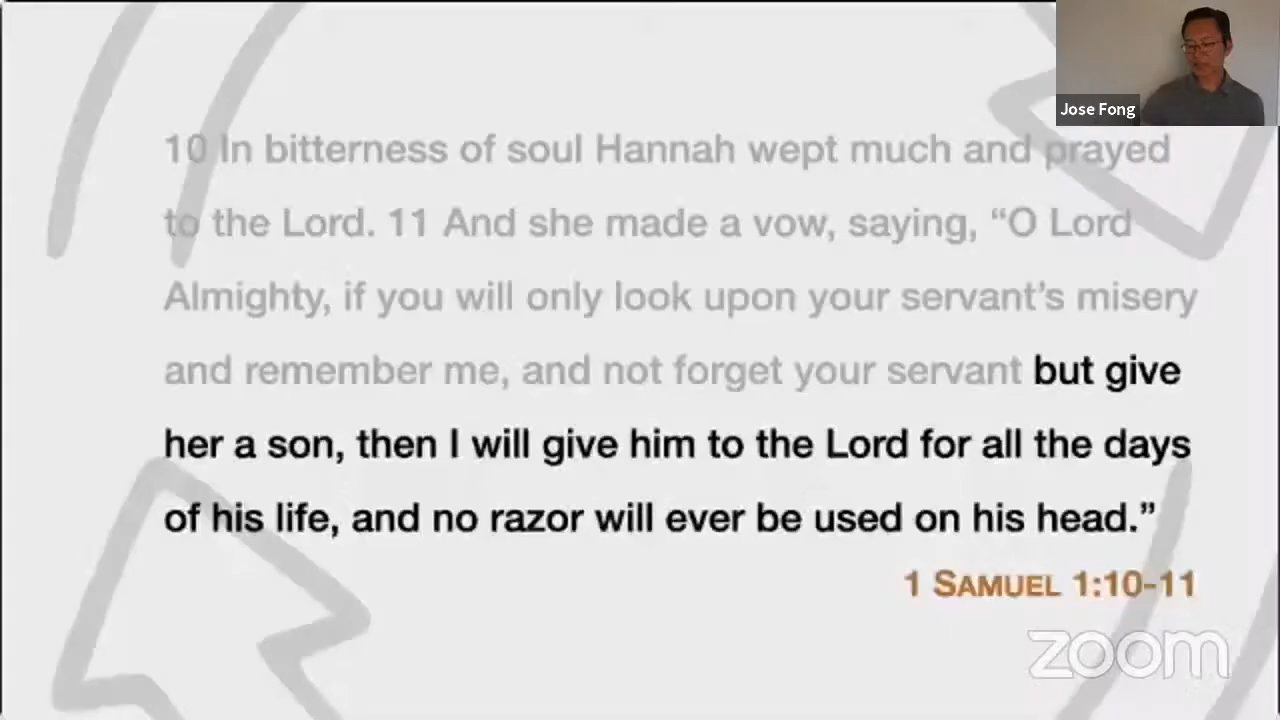 Jose Fong
10 In bitterness of soul Hannah wept much and prayed
to the Lord. 11 And she made a vow, saying, “O Lord
Almighty, if you will only look upon your servant’s misery
and remember me, and not forget your servant but give
her a son, then I will give him to the Lord for all the days
of his life, and no razor will ever be used on his head.”
1 SAMUEL 1:10-11
zoom